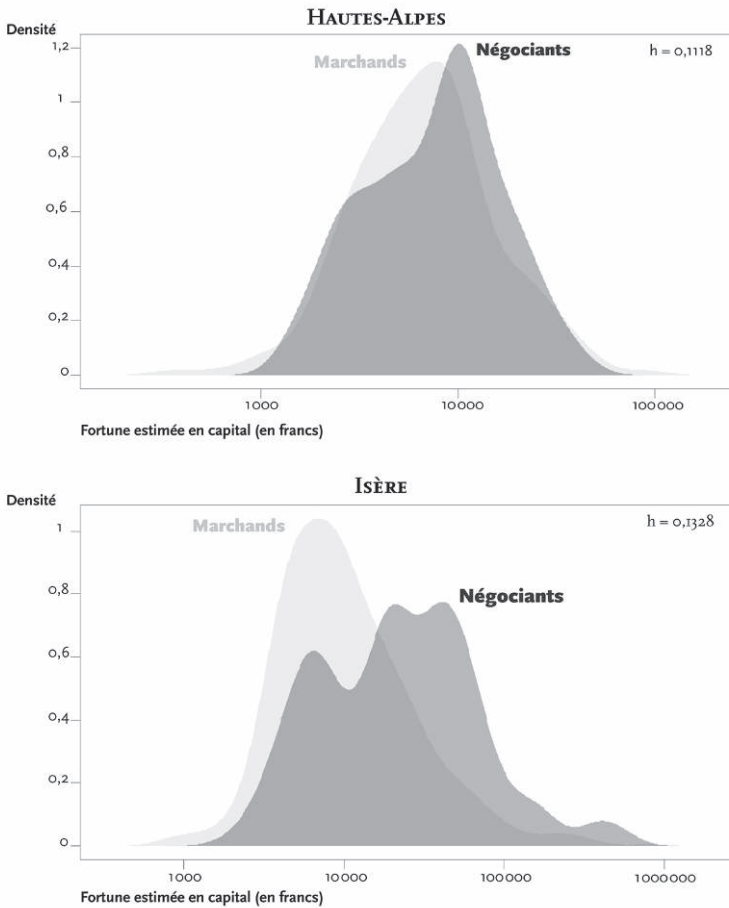 HAUTES-ALPES
Densité
1,2
Négociants
h = 0,1118
Marchands
1
0,8
0,6
0,4
0,2
0
1000
10000
100000
Fortune estimée en capital (en francs)
ISÈRE
Densité
Marchands
h = 0,1328
1
0,8
Négociants
0,6
0,4
0,2
0
1000
10000
100000
1000000
Fortune estimée en capital (en francs)